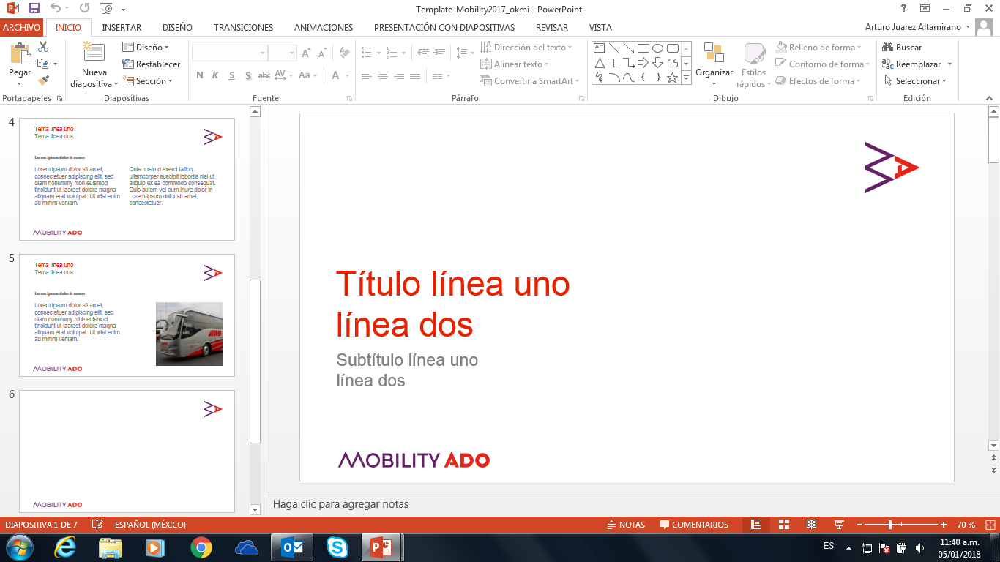 Template-Mobility2017_okmi - PowerPoint
ARCHIVO INICIO INSERTAR DISEÑO TRANSICIONES ANIMACIONES PRESENTACIÓN CON DIAPOSITIVAS REVISAR VISTA
Arturo Juarez Altamirano
Pegar
Portapapeles
Nueva
diapositiva
Diseño
Restablecer
Sección
Diapositivas
N K S S abc AV Aa A
Fuente
Dirección del texto
Alinear texto
Convertir a SmartArt
Párrafo
Organizar
Estilos
rápidos
Relleno de forma
Contorno de forma
Efectos de forma
Dibujo
Buscar
Reemplazar
Seleccionar
Edición
4
Tema línea uno
Tema línea dos
Lorem ipsum dolor it samer
Lorem ipsum dolor sit amet,
consectetuer adipiscing elit, sed
diam nonummy nibh euismod
tincidunt ut laoreet dolore magna
aliquam erat volutpat. Ut wisi enim
ad minim veniam.
Quis nostrud exerci tation
ullamcorper suscipit lobortis nisl ut
aliquip ex ea commodo consequat.
Duis autem vel eum iriure dolor in
Lorem ipsum dolor sit amet,
consectetuer.
MOBILITY ADO
5
Tema línea uno
Tema línea dos
Lorem ipsum dolor it samer
Lorem ipsum dolor sit amet,
consectetuer adipiscing elit, sed
diam nonummy nibh euismod
tincidunt ut laoreet dolore magna
aliquam erat volutpat. Ut wisi enim
ad minim veniam.
ADO
MOBILITY ADO
6
MOBILITY ADO
Título línea uno
línea dos
Subtítulo línea uno
línea dos
MOBILITY ADO
Haga clic para agregar notas
DIAPOSITIVA 1 DE 7 ESPAÑOL (MÉXICO) NOTAS COMENTARIOS 70 %
ES
11:40 a.m.
05/01/2018